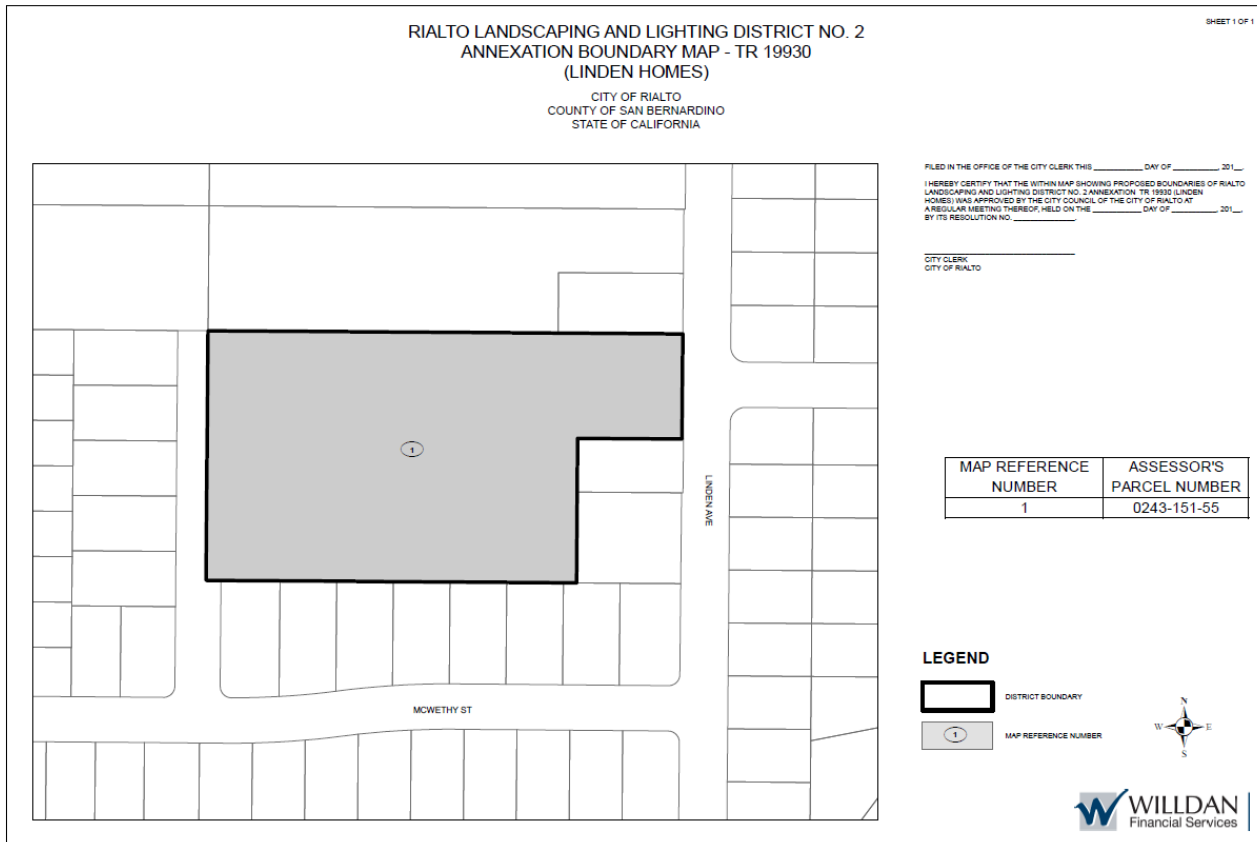 SHEET 1 OF 1
RIALTO LANDSCAPING AND LIGHTING DISTRICT NO. 2
ANNEXATION BOUNDARY MAP - TR 19930
(LINDEN HOMES)
CITY OF RIALTO
COUNTY OF SAN BERNARDINO
STATE OF CALIFORNIA
FILED IN THE OFFICE OF THE CITY CLERK THIS __________ DAY OF _________, 201__.
I HEREBY CERTIFY THAT THE WITHIN MAP SHOWING PROPOSED BOUNDARIES OF RIALTO
LANDSCAPING AND LIGHTING DISTRICT NO. 2 ANNEXATION TR 19930 (LINDEN
HOMES) WAS APPROVED BY THE CITY COUNCIL OF THE CITY OF RIALTO AT
A REGULAR MEETING THEREOF, HELD ON THE __________ DAY OF _________, 201__,
BY ITS RESOLUTION NO. _____________.
CITY CLERK
CITY OF RIALTO
1
LINDEN AVE
MCWETHY ST
MAP REFERENCE NUMBER ASSESSOR'S PARCEL NUMBER
1 0243-151-55
LEGEND
DISTRICT BOUNDARY
1 MAP REFERENCE NUMBER
N
W E
S
WILLDAN
Financial Services